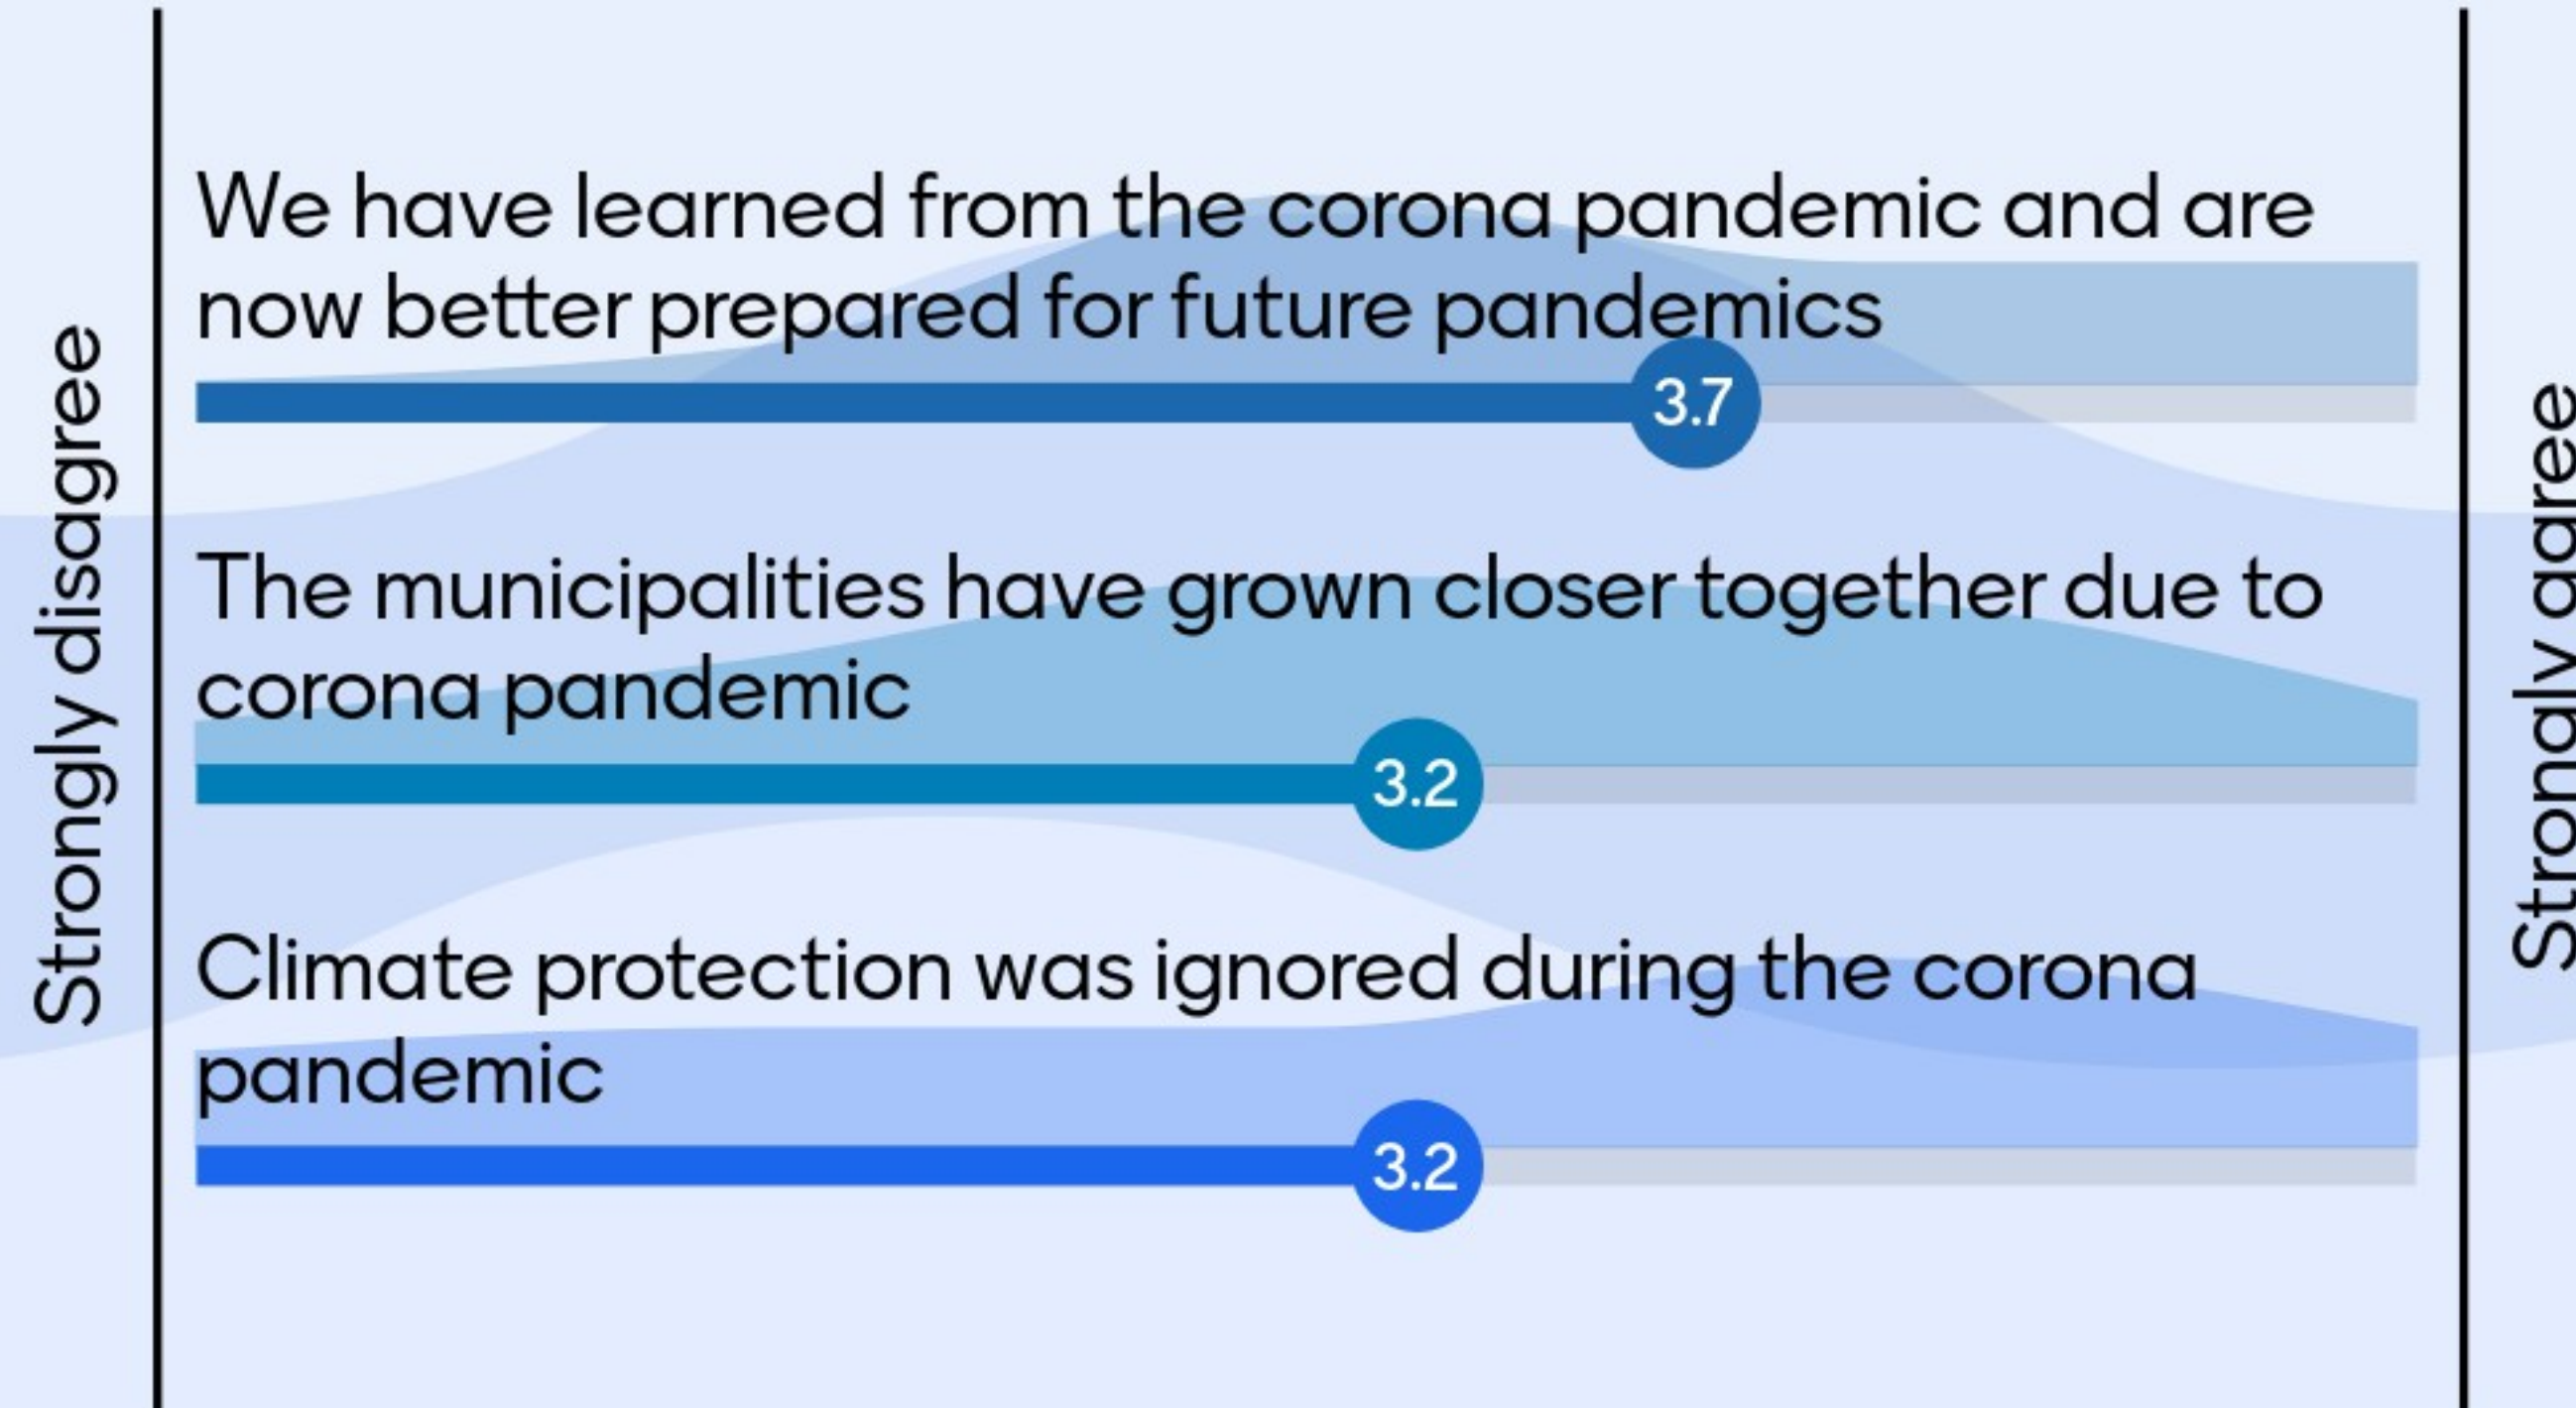 Strongly disagree
We have learned from the corona pandemic and are
now better prepared for future pandemics
3.7
The municipalities have grown closer together due to
corona pandemic
3.2
Climate protection was ignored during the corona
pandemic
3.2
Strongly agree